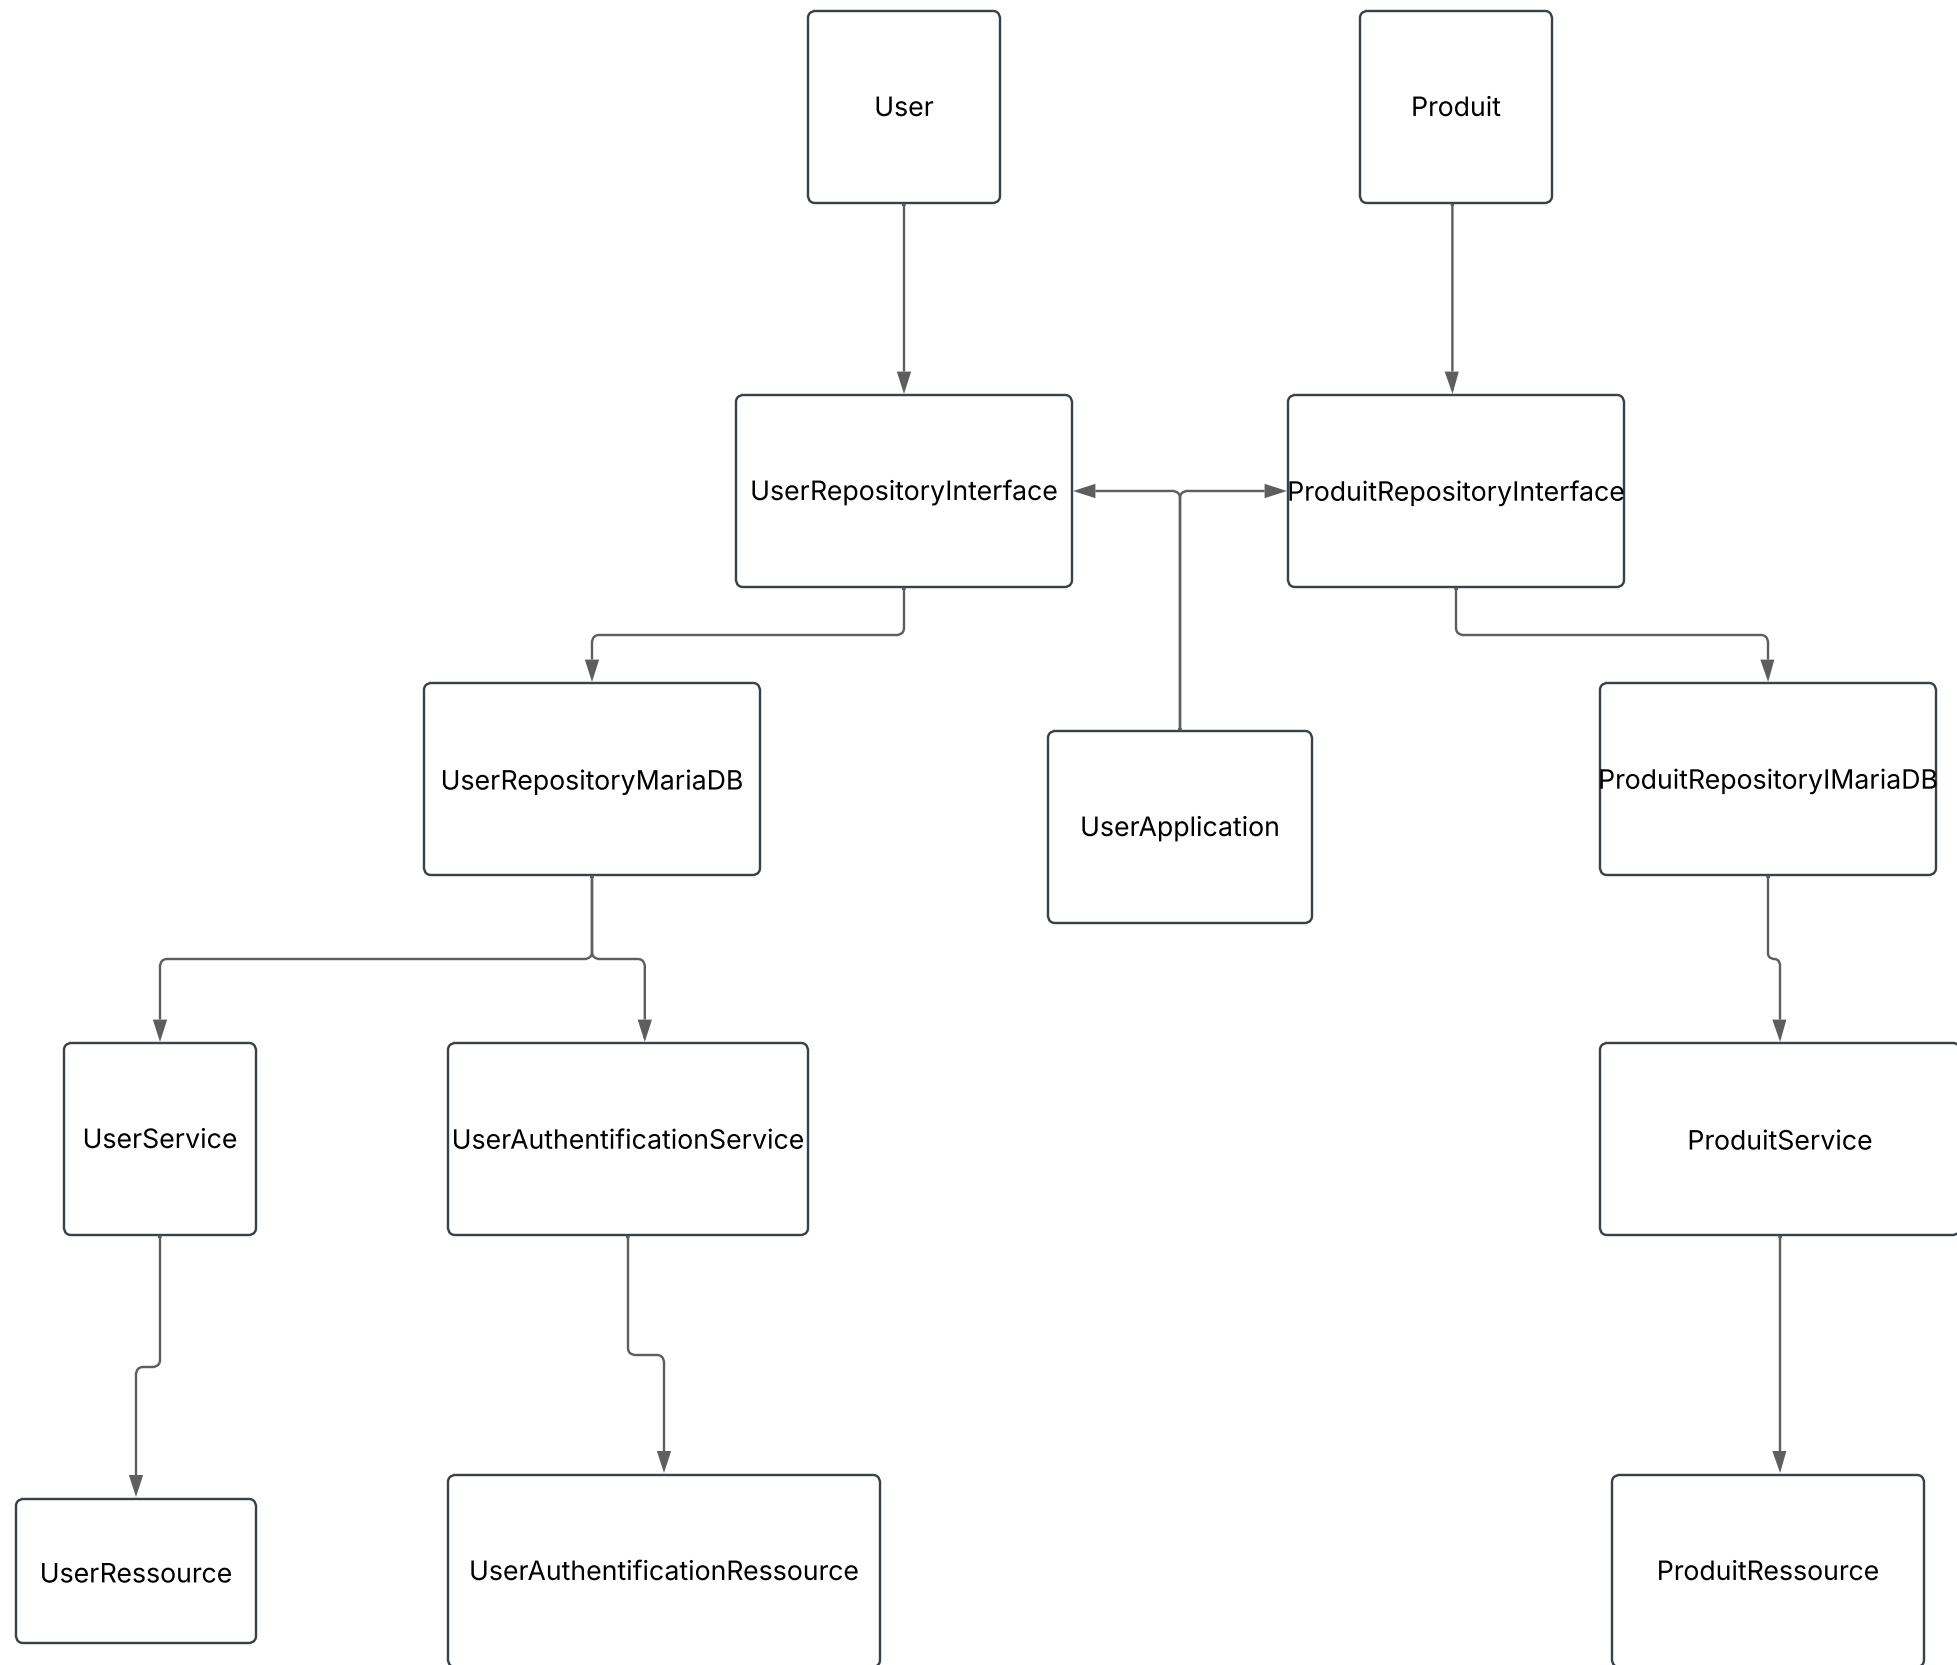 User
Produit
UserRepositoryInterface
ProduitRepositoryInterface
UserRepositoryMariaDB
UserApplication
ProduitRepositoryIMariaDB
UserService
UserAuthentificationService
ProduitService
UserRessource
UserAuthentificationRessource
ProduitRessource